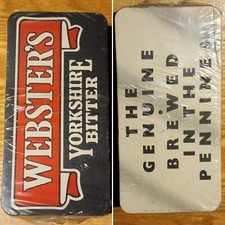 WEBSTER'S
YORKSHIRE
BITTER
THE
GENUINE
BREWED
IN THE
PENNINES